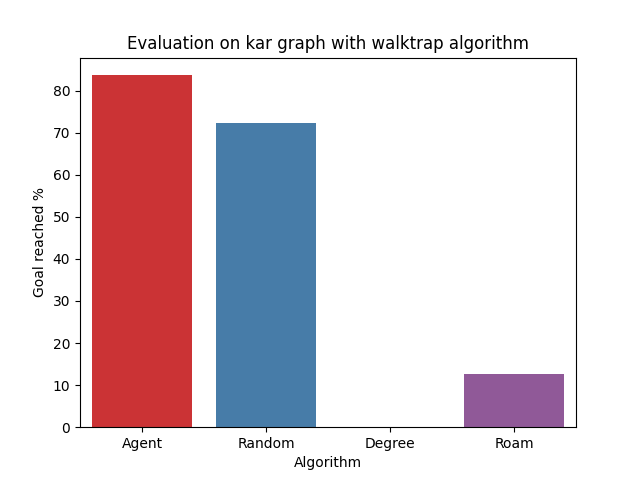 Evaluation on kar graph with walktrap algorithm
Goal reached %
80
70
60
50
40
30
20
10
0
Agent Random Degree Roam
Algorithm